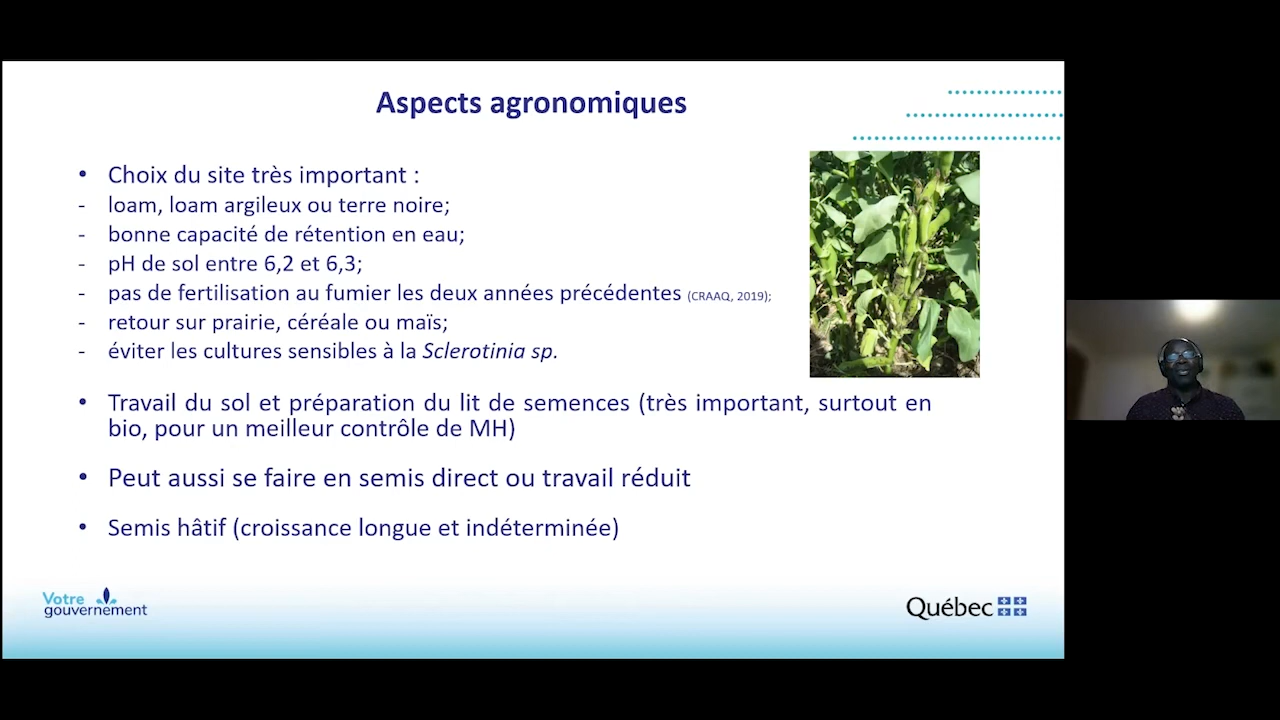 Aspects agronomiques
• Choix du site très important :
- loam, loam argileux ou terre noire;
- bonne capacité de rétention en eau;
- pH de sol entre 6,2 et 6,3;
- pas de fertilisation au fumier les deux années précédentes (CRAAQ, 2019);
- retour sur prairie, céréale ou maïs;
- éviter les cultures sensibles à la Sclerotinia sp.
• Travail du sol et préparation du lit de semences (très important, surtout en
bio, pour un meilleur contrôle de MH)
• Peut aussi se faire en semis direct ou travail réduit
• Semis hâtif (croissance longue et indéterminée)
Votre
gouvernement
Québec